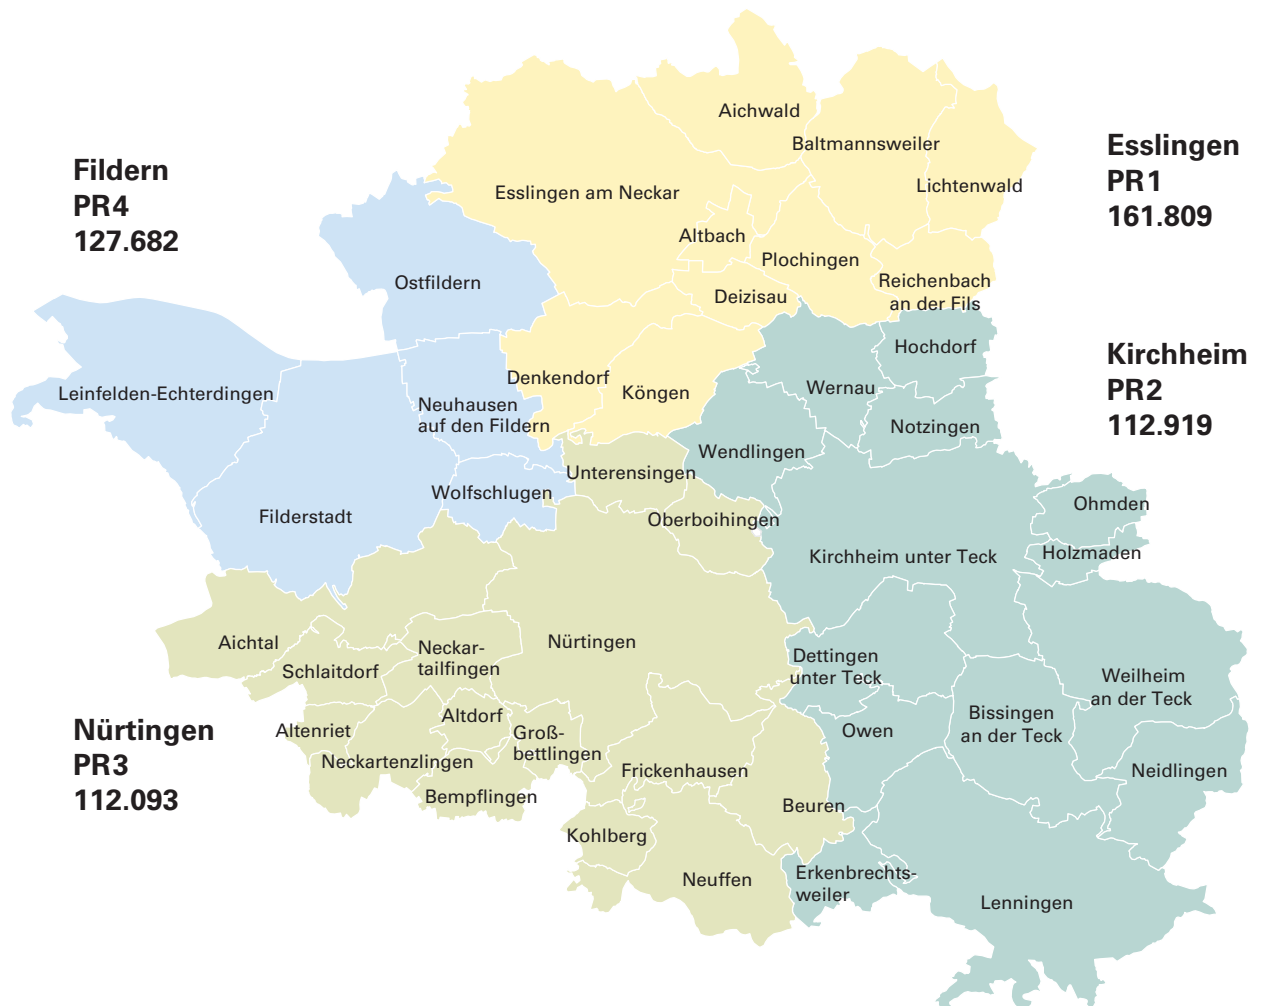 Fildern
PR4
127.682
Esslingen
PR1
161.809
Kirchheim
PR2
112.919
Nürtingen
PR3
112.093
Aichwald
Baltmannsweiler
Lichtenwald
Esslingen am Neckar
Altbach
Plochingen
Reichenbach
an der Fils
Deizisau
Ostfildern
Denkendorf
Köngen
Leinfelden-Echterdingen
Neuhausen
auf den Fildern
Filderstadt
Wolfschlugen
Hochdorf
Wernau
Notzingen
Wendlingen
Unterensingen
Oberboihingen
Ohmden
Holzmaden
Kirchheim unter Teck
Aichtal
Schlaitdorf
Neckar-
tailfingen
Nürtingen
Dettingen
unter Teck
Weilheim
an der Teck
Bissingen
an der Teck
Owen
Neidlingen
Altenriet
Altdorf
Groß-
bettlingen
Neckartenzlingen
Bempflingen
Frickenhausen
Beuren
Kohlberg
Neuffen
Erkenbrechts-
weiler
Lenningen